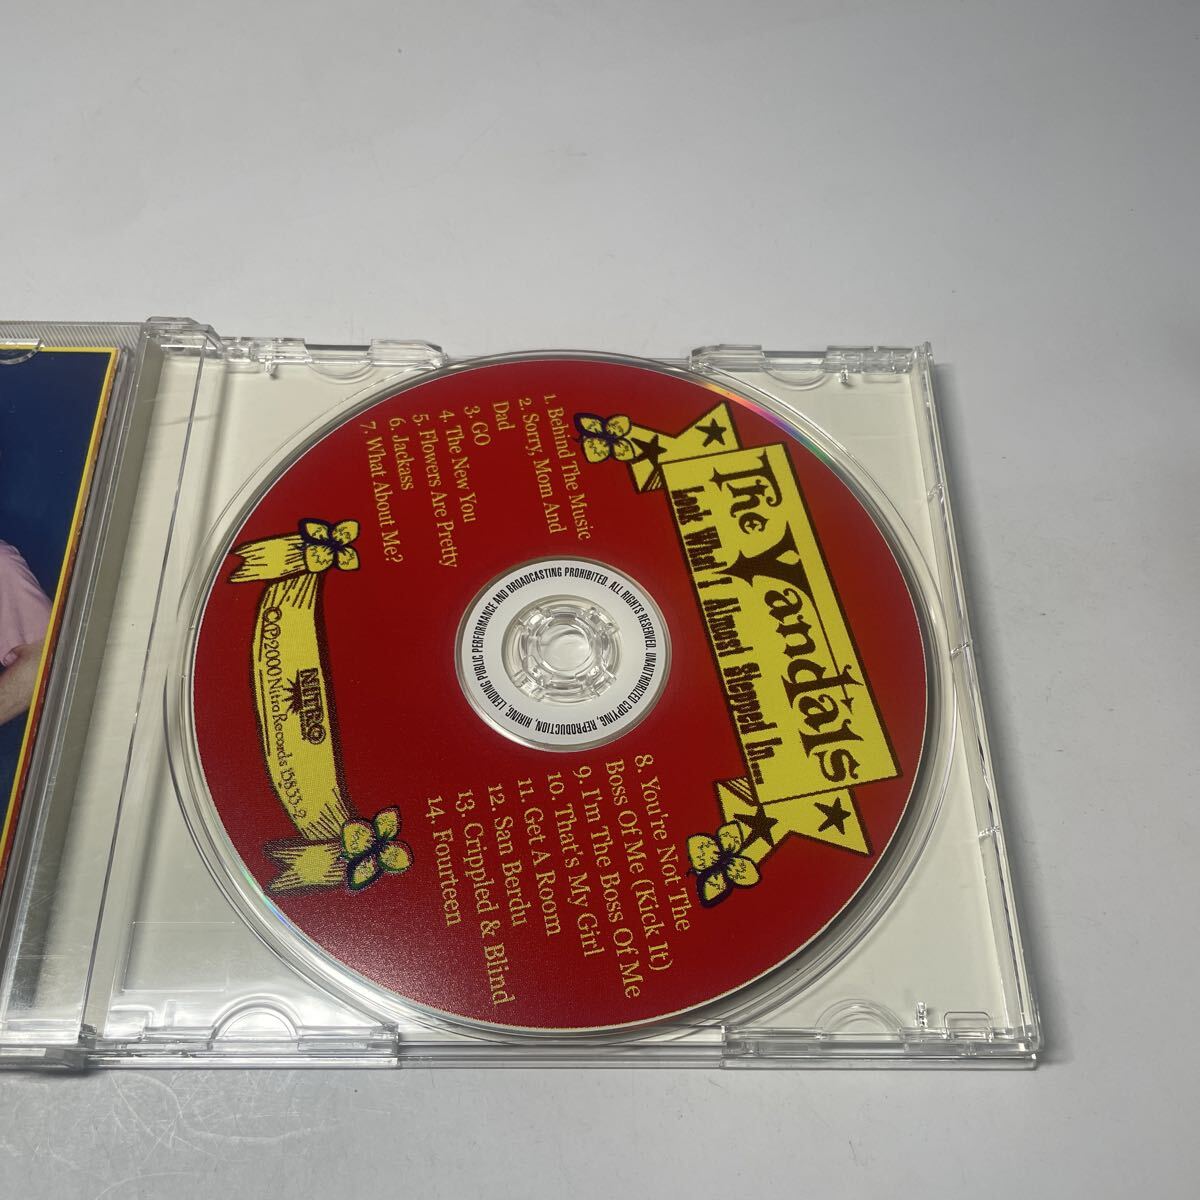 The Vandals
Look What I Almost Stepped In...
1. Behind The Music
2. Sorry, Mom And
Dad
3. GO
4. The New You
5. Flowers Are Pretty
6. Jackass
7. What About Me?
8. You're Not The
Boss Of Me (Kick It)
9. I'm The Boss Of Me
10. That's My Girl
11. Get A Room
12. San Berdu
13. Crippled & Blind
14. Fourteen
NITRO
©/℗2000 Nitro Records 15833-2
ALL RIGHTS RESERVED. UNAUTHORIZED COPYING, REPRODUCTION, HIRING, LENDING PUBLIC PERFORMANCE AND BROADCASTING PROHIBITED.